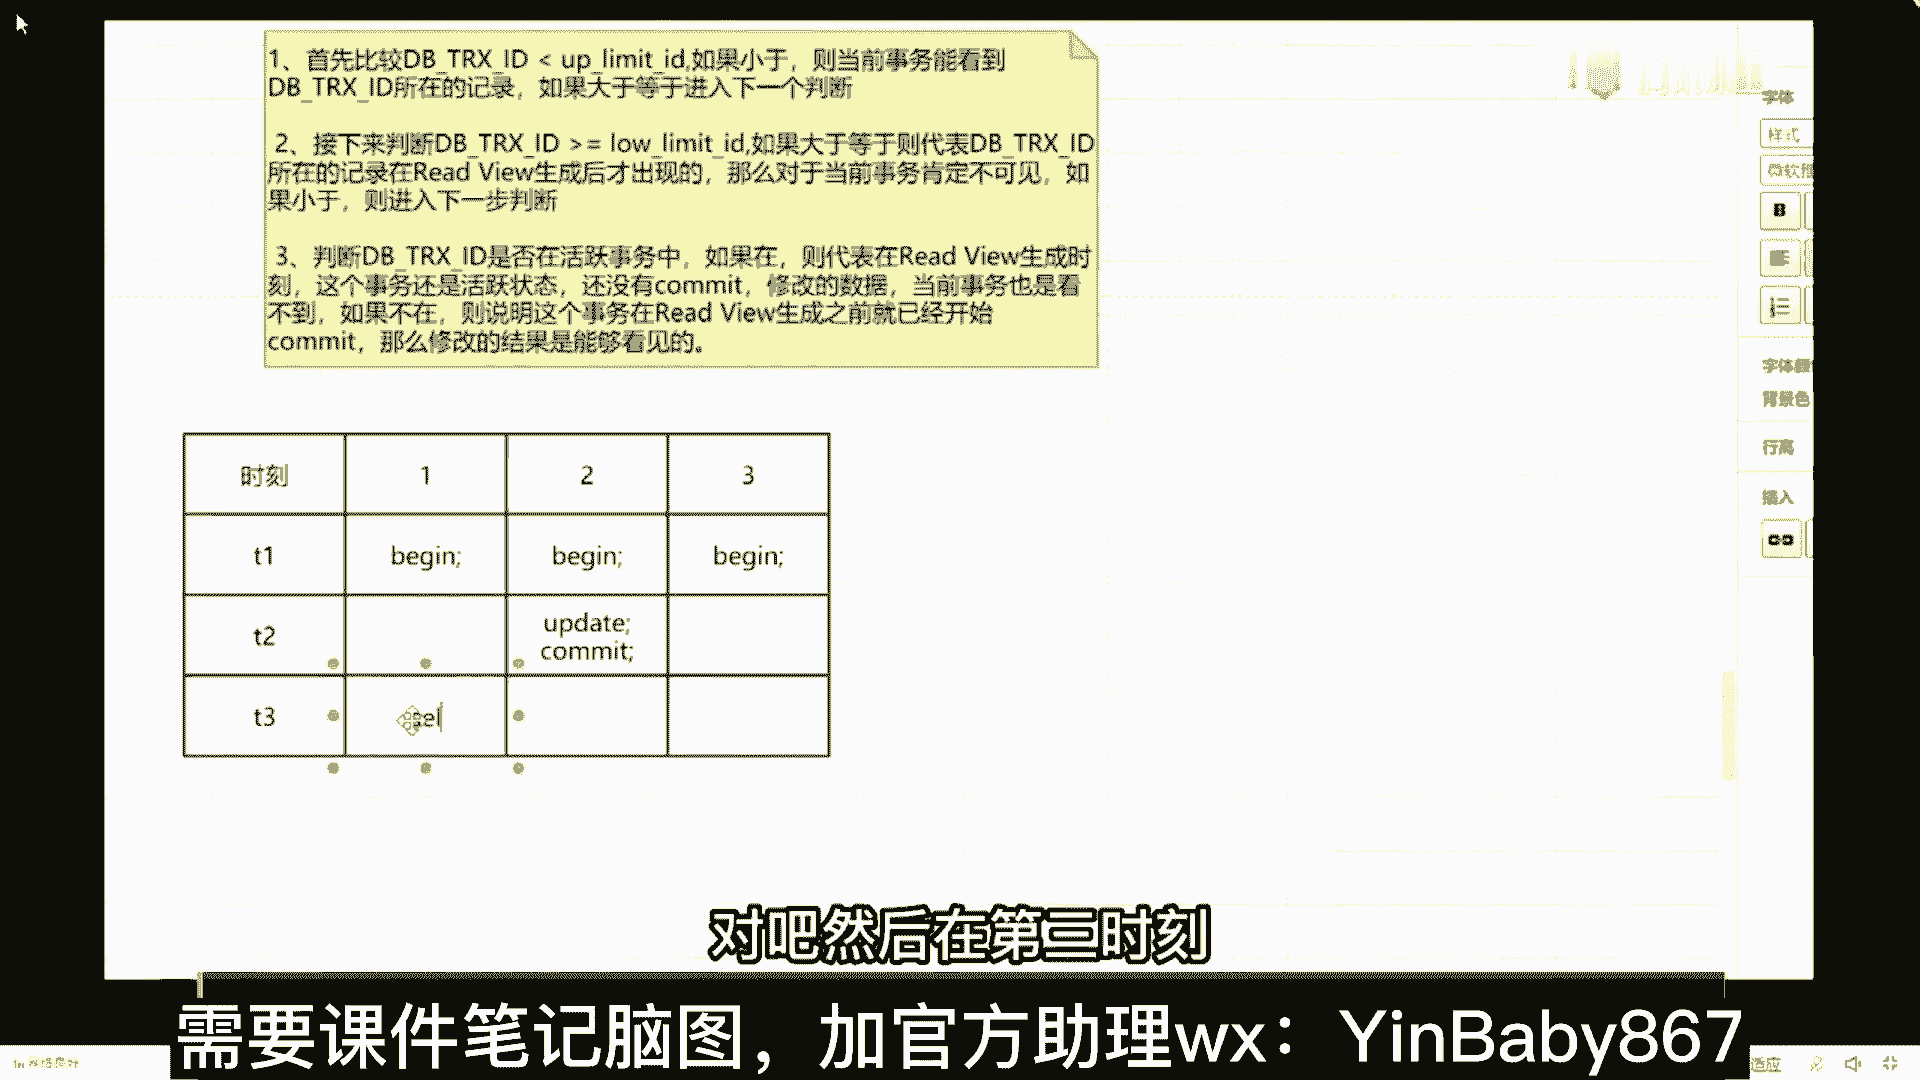 1、首先比较DB_TRX_ID < up_limit_id,如果小于，则当前事务能看到
DB_TRX_ID所在的记录，如果大于等于进入下一个判断
2、接下来判断DB_TRX_ID >= low_limit_id,如果大于等于则代表DB_TRX_ID
所在的记录在Read View生成后才出现的，那么对于当前事务肯定不可见，如
果小于，则进入下一步判断
3、判断DB_TRX_ID是否在活跃事务中，如果在，则代表在Read View生成时
刻，这个事务还是活跃状态，还没有commit，修改的数据，当前事务也是看
不到，如果不在，则说明这个事务在Read View生成之前就已经开始
commit，那么修改的结果是能够看见的。
时刻 1 2 3
t1 begin; begin; begin;
t2 update;
commit;
t3 sel
字体
样式
B
字体颜
背景色
行高
插入
对吧然后在第三时刻
需要课件笔记脑图，加官方助理wx：YinBaby867
适应